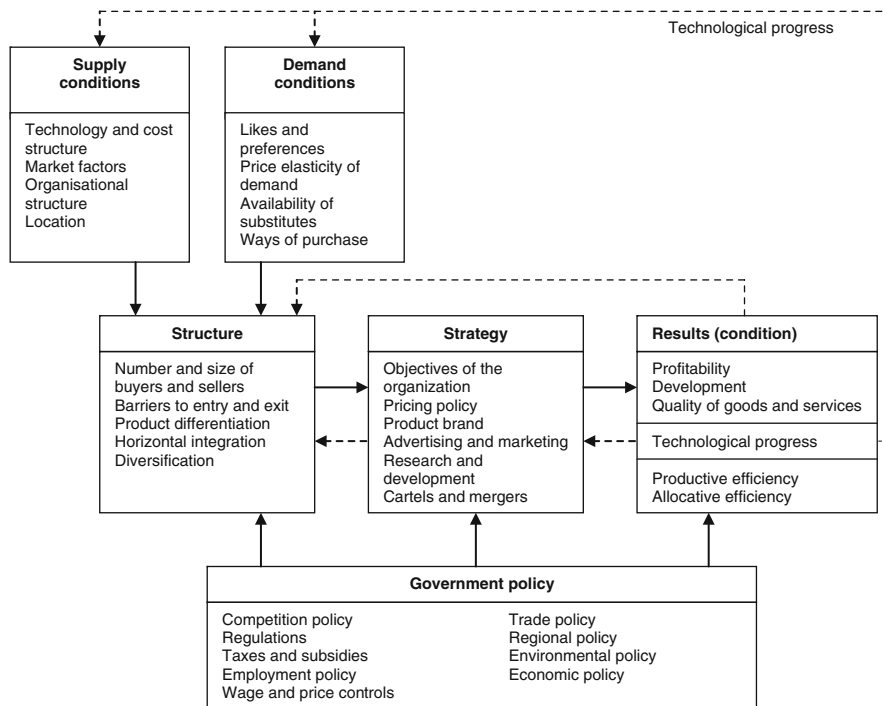 Technological progress
Supply
conditions
Technology and cost
structure
Market factors
Organisational
structure
Location
Demand
conditions
Likes and
preferences
Price elasticity of
demand
Availability of
substitutes
Ways of purchase
Structure
Number and size of
buyers and sellers
Barriers to entry and exit
Product differentiation
Horizontal integration
Diversification
Strategy
Objectives of the
organization
Pricing policy
Product brand
Advertising and marketing
Research and
development
Cartels and mergers
Results (condition)
Profitability
Development
Quality of goods and services
Technological progress
Productive efficiency
Allocative efficiency
Government policy
Competition policy
Regulations
Taxes and subsidies
Employment policy
Wage and price controls
Trade policy
Regional policy
Environmental policy
Economic policy